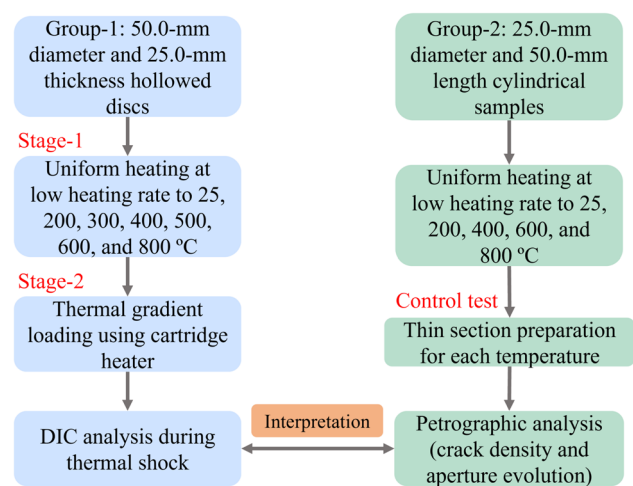 Group-1: 50.0-mm
diameter and 25.0-mm
thickness hollowed
discs
Stage-1
Uniform heating at
low heating rate to 25,
200, 300, 400, 500,
600, and 800 ºC
Stage-2
Thermal gradient
loading using cartridge
heater
DIC analysis during
thermal shock
Interpretation
Group-2: 25.0-mm
diameter and 50.0-mm
length cylindrical
samples
Uniform heating at
low heating rate to 25,
200, 400, 600, and
800 ºC
Control test
Thin section preparation
for each temperature
Petrographic analysis
(crack density and
aperture evolution)